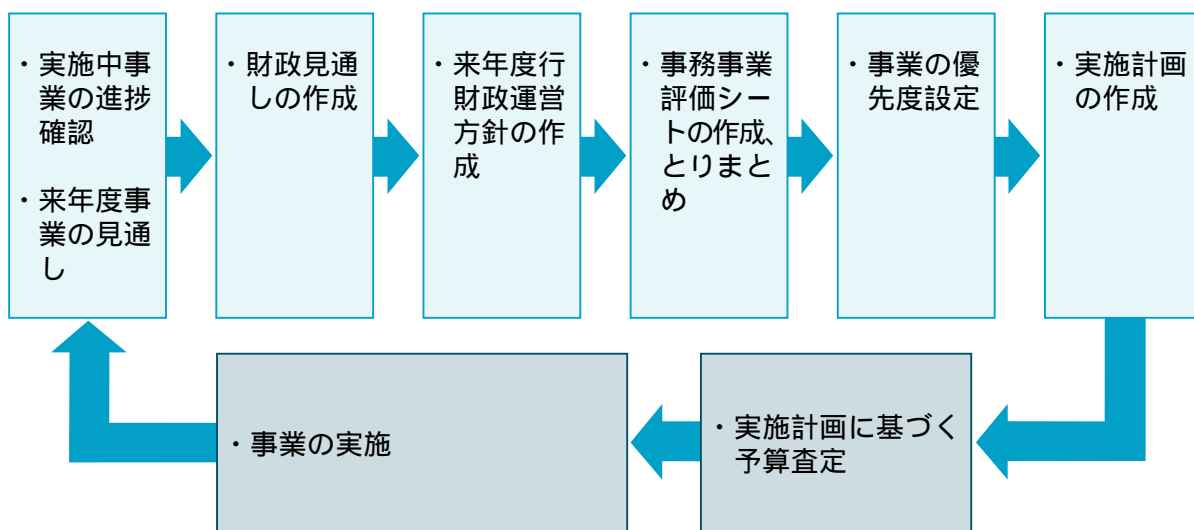 ・実施中事
業の進捗
確認
・来年度事
業の見通
し
・財政見通
しの作成
・来年度行
財政運営
方針の作
成
・事務事業
評価シー
トの作成、
とりまと
め
・事業の優
先度設定
・実施計画
の作成
・事業の実施
・実施計画に基づく
予算査定